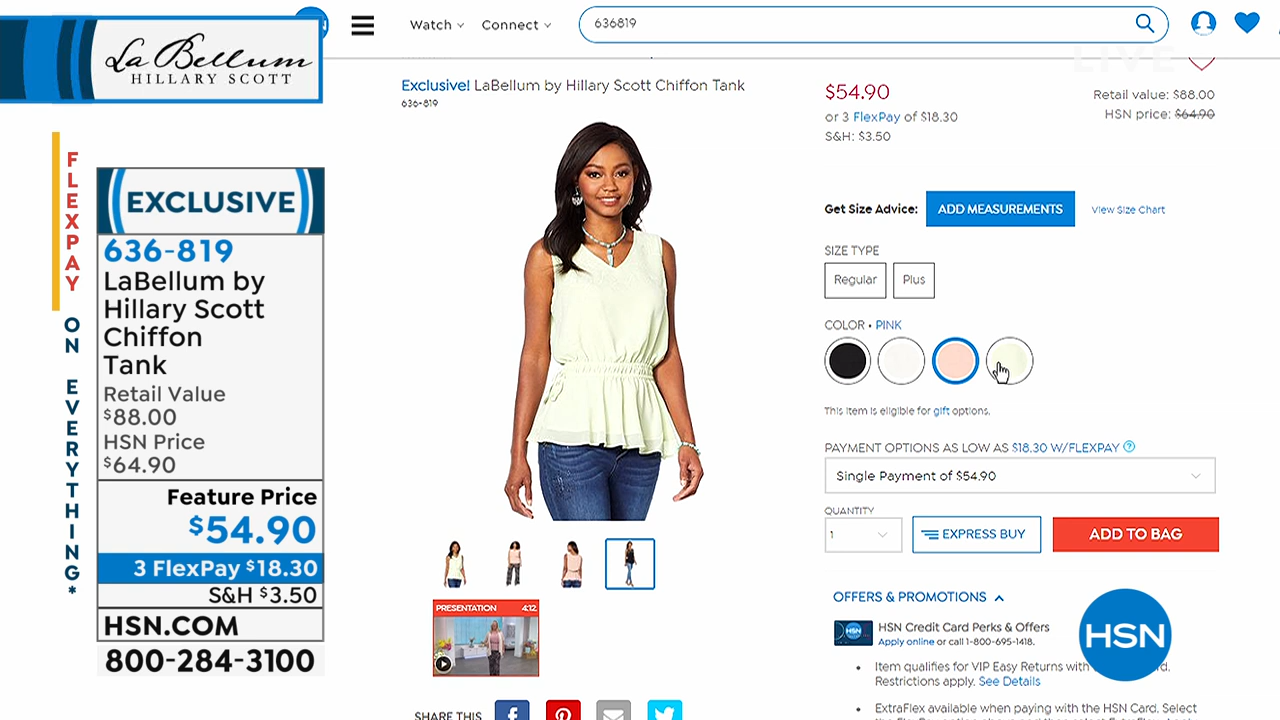 La Bellum
HILLARY SCOTT
FLEXPAY ON EVERYTHING*
EXCLUSIVE
636-819
LaBellum by
Hillary Scott
Chiffon
Tank
Retail Value
$88.00
HSN Price
$64.90
Feature Price
$54.90
3 FlexPay $18.30
S&H $3.50
HSN.COM
800-284-3100
Watch
Connect
636819
LIVE
Exclusive! LaBellum by Hillary Scott Chiffon Tank
636-819
$54.90
Retail value: $88.00
or 3 FlexPay of $18.30
HSN price: $64.90
S&H: $3.50
Get Size Advice:
ADD MEASUREMENTS
View Size Chart
SIZE TYPE
Regular
Plus
COLOR • PINK
This item is eligible for gift options.
PAYMENT OPTIONS AS LOW AS $18.30 W/FLEXPAY ?
Single Payment of $54.90
QUANTITY
1
EXPRESS BUY
ADD TO BAG
PRESENTATION 4:12
OFFERS & PROMOTIONS
HSN
HSN Credit Card Perks & Offers
Apply online or call 1-800-695-1418.
• Item qualifies for VIP Easy Returns with
Restrictions apply. See Details
• ExtraFlex available when paying with the HSN Card. Select
HSN
SHARE THIS